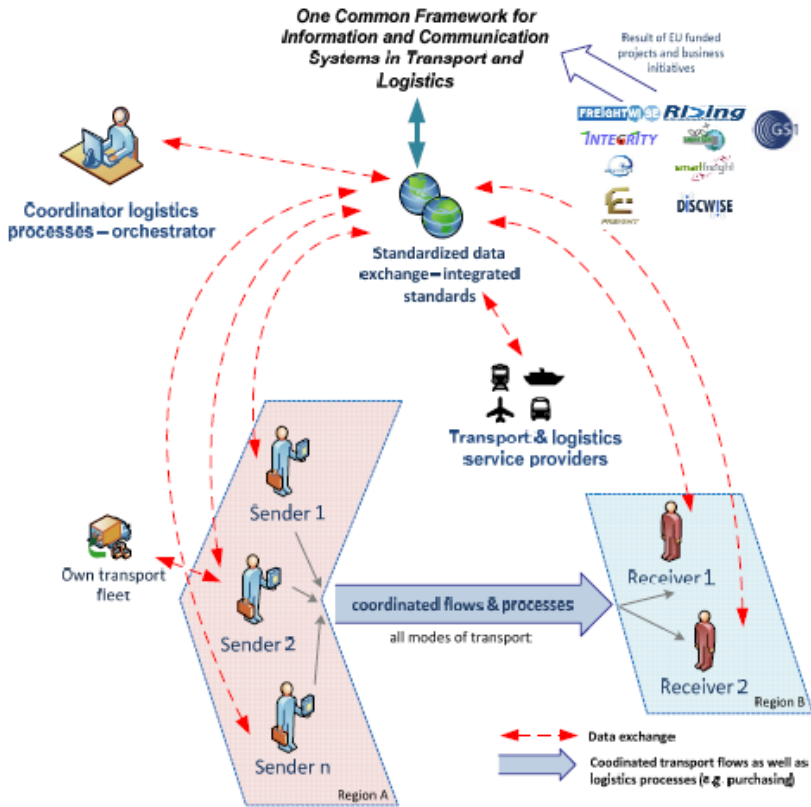 One Common Framework for
Information and Communication
Systems in Transport and
Logistics
Result of EU funded
projects and business
initiatives
FREIGHTWISE
RISING
INTEGRITY
GS1
smartfreight
E
FREIGHT
DiSCWISE
Coordinator logistics
processes – orchestrator
Standardized data
exchange – integrated
standards
Transport & logistics
service providers
Sender 1
Own transport
fleet
Sender 2
Sender n
Region A
coordinated flows & processes
all modes of transport
Receiver 1
Receiver 2
Region B
Data exchange
Coodinated transport flows as well as
logistics processes (e.g. purchasing)